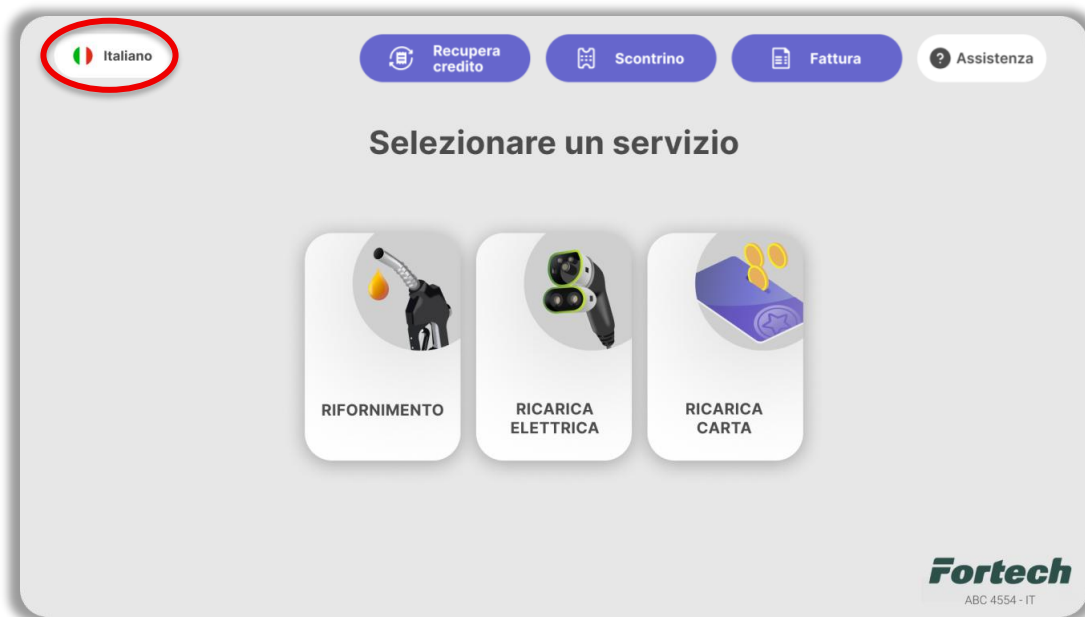 Italiano
Recupera
credito
Scontrino
Fattura
? Assistenza
Selezionare un servizio
RIFORNIMENTO
RICARICA
ELETTRICA
RICARICA
CARTA
Fortech
ABC 4554 - IT